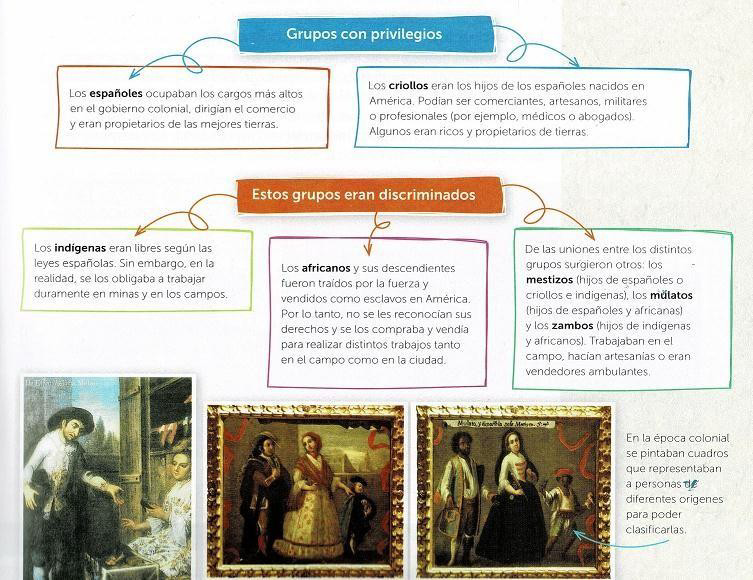 Grupos con privilegios
Los españoles ocupaban los cargos más altos
en el gobierno colonial, dirigían el comercio
y eran propietarios de las mejores tierras.
Los criollos eran los hijos de los españoles nacidos en
América. Podían ser comerciantes, artesanos, militares
o profesionales (por ejemplo, médicos o abogados).
Algunos eran ricos y propietarios de tierras.
Estos grupos eran discriminados
Los indígenas eran libres según las
leyes españolas. Sin embargo, en la
realidad, se los obligaba a trabajar
duramente en minas y en los campos.
Los africanos y sus descendientes
fueron traídos por la fuerza y
vendidos como esclavos en América.
Por lo tanto, no se les reconocían sus
derechos y se los compraba y vendía
para realizar distintos trabajos tanto
en el campo como en la ciudad.
De las uniones entre los distintos
grupos surgieron otros: los
mestizos (hijos de españoles o
criollos e indígenas), los mulatos
(hijos de españoles y africanas)
y los zambos (hijos de indígenas
y africanos). Trabajaban en el
campo, hacían artesanías o eran
vendedores ambulantes.
En la época colonial
se pintaban cuadros
que representaban
a personas de
diferentes orígenes
para poder
clasificarlas.